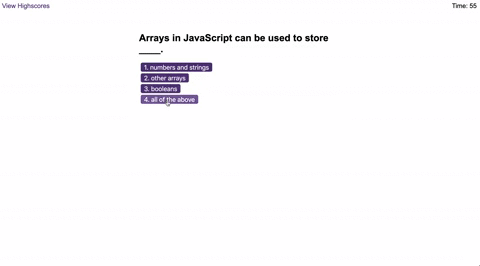 View Highscores
Time: 55
Arrays in JavaScript can be used to store
____.
1. numbers and strings
2. other arrays
3. booleans
4. all of the above